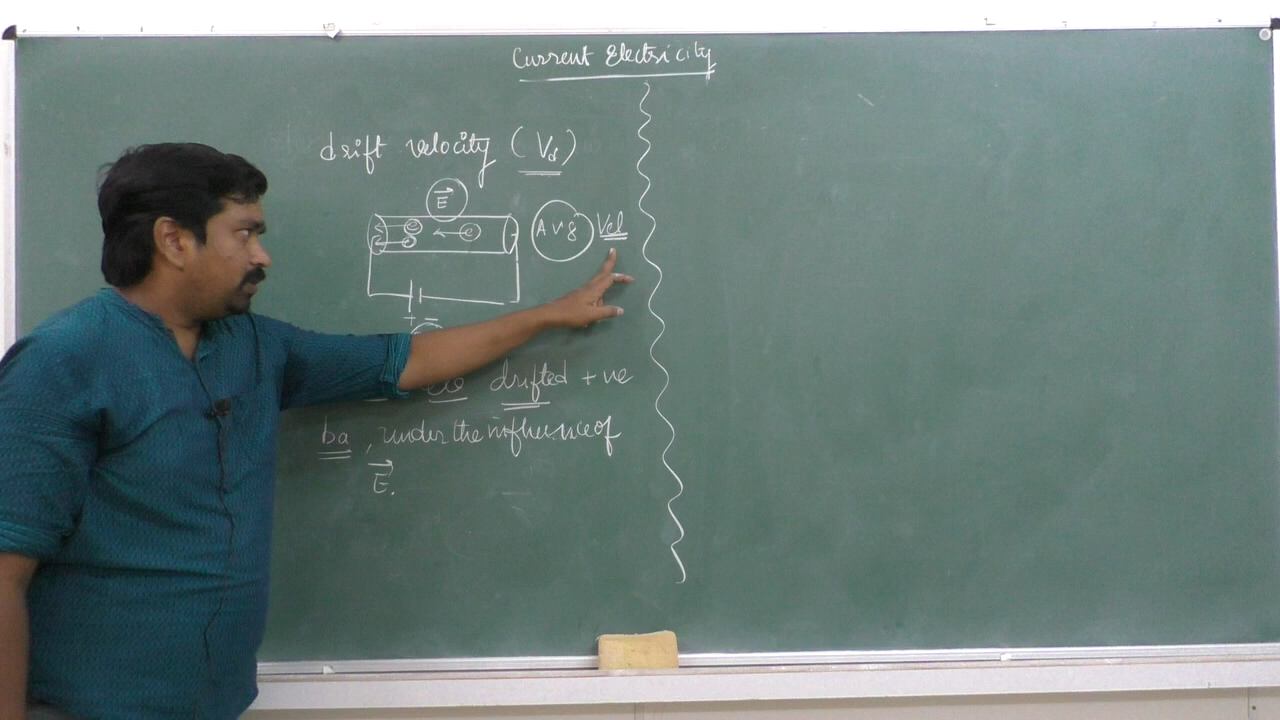 Current Electricity
drift velocity (Vd)
E
e e e
Avg Vel
+ −
drifted +ve
ba, under the influence of
E.